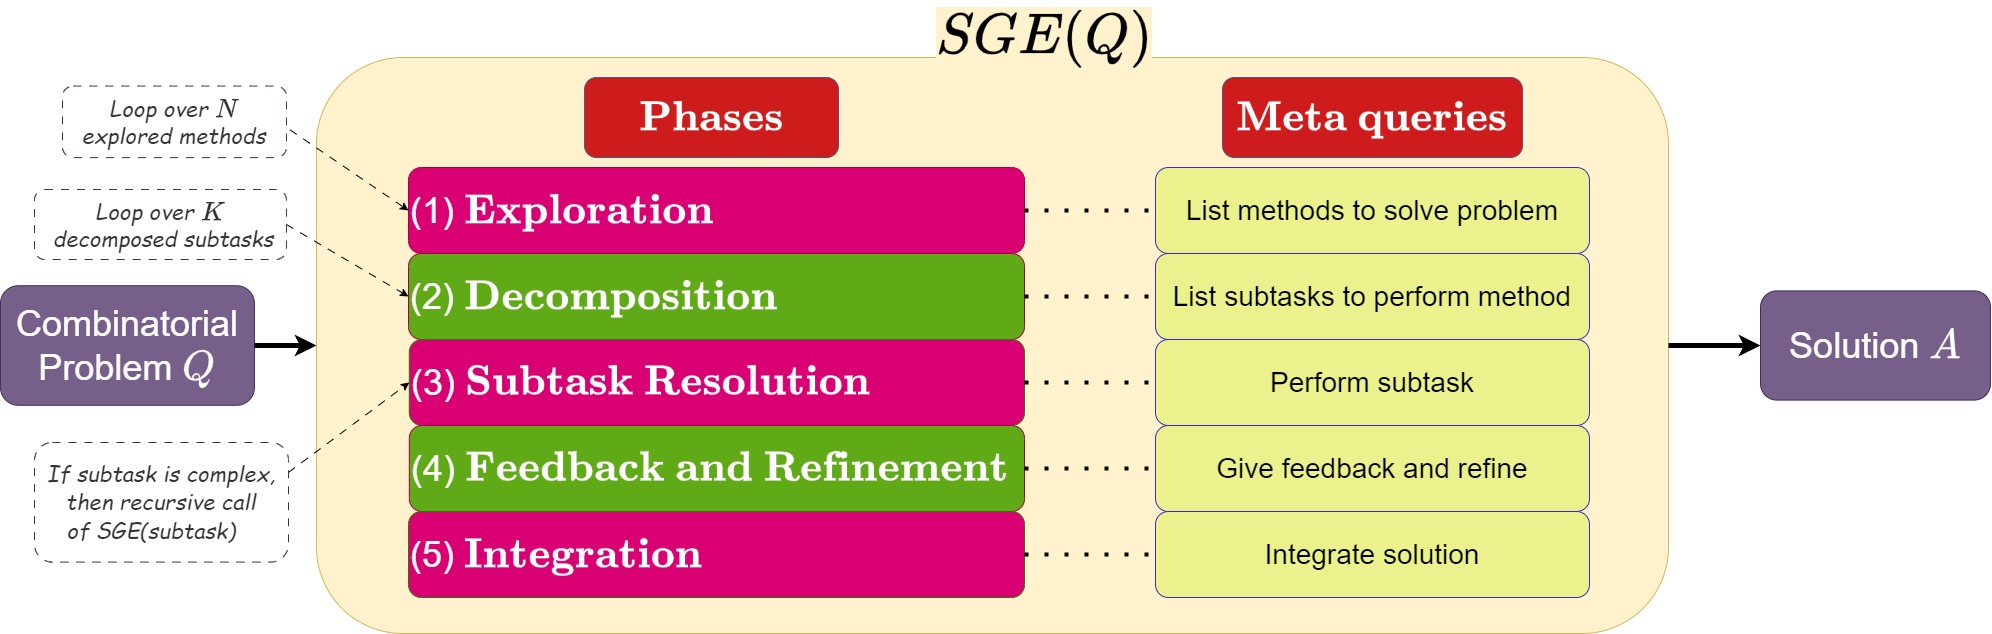 SGE(Q)
Phases
Meta queries
Loop over N
explored methods
Loop over K
decomposed subtasks
Combinatorial
Problem Q
If subtask is complex,
then recursive call
of SGE(subtask)
(1) Exploration
List methods to solve problem
(2) Decomposition
List subtasks to perform method
(3) Subtask Resolution
Perform subtask
(4) Feedback and Refinement
Give feedback and refine
(5) Integration
Integrate solution
Solution A